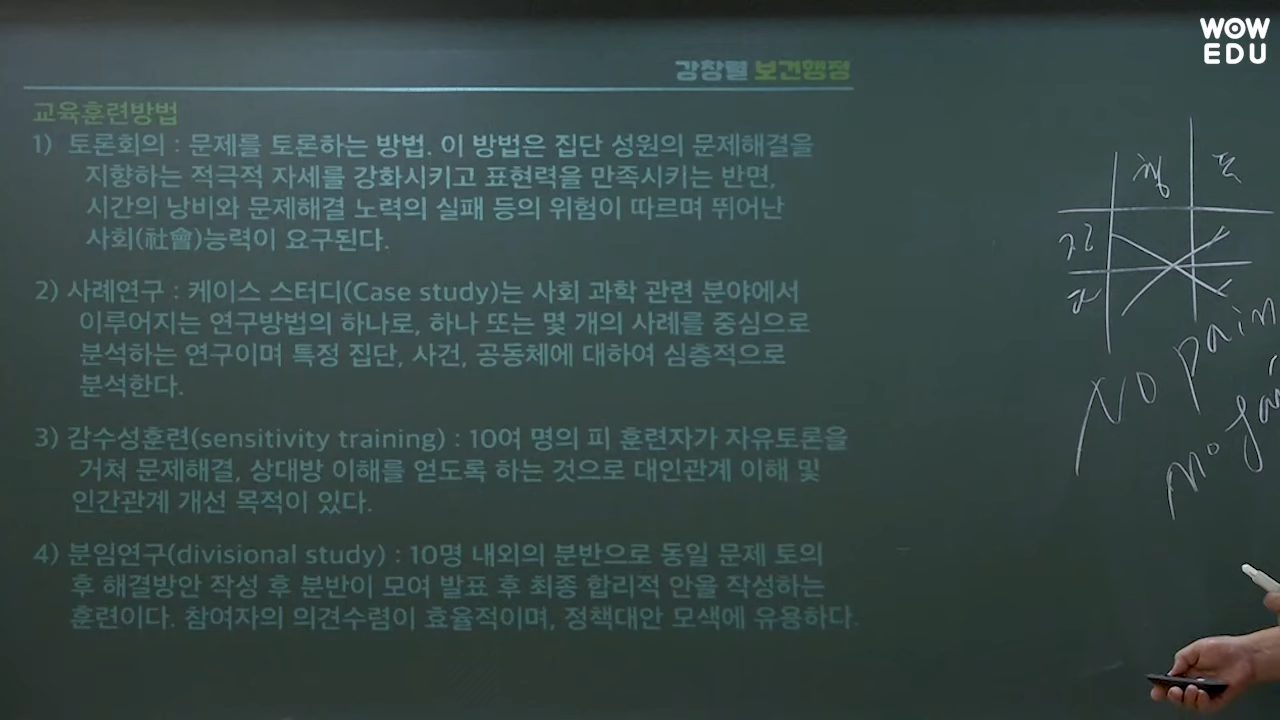 WOW
EDU
강창렬 보건행정
교육훈련방법
1) 토론회의 : 문제를 토론하는 방법. 이 방법은 집단 성원의 문제해결을
지향하는 적극적 자세를 강화시키고 표현력을 만족시키는 반면,
시간의 낭비와 문제해결 노력의 실패 등의 위험이 따르며 뛰어난
사회(社會)능력이 요구된다.
2) 사례연구 : 케이스 스터디(Case study)는 사회 과학 관련 분야에서
이루어지는 연구방법의 하나로, 하나 또는 몇 개의 사례를 중심으로
분석하는 연구이며 특정 집단, 사건, 공동체에 대하여 심층적으로
분석한다.
3) 감수성훈련(sensitivity training) : 10여 명의 피 훈련자가 자유토론을
거쳐 문제해결, 상대방 이해를 얻도록 하는 것으로 대인관계 이해 및
인간관계 개선 목적이 있다.
4) 분임연구(divisional study) : 10명 내외의 분반으로 동일 문제 토의
후 해결방안 작성 후 분반이 모여 발표 후 최종 합리적 안을 작성하는
훈련이다. 참여자의 의견수렴이 효율적이며, 정책대안 모색에 유용하다.
No pain
no